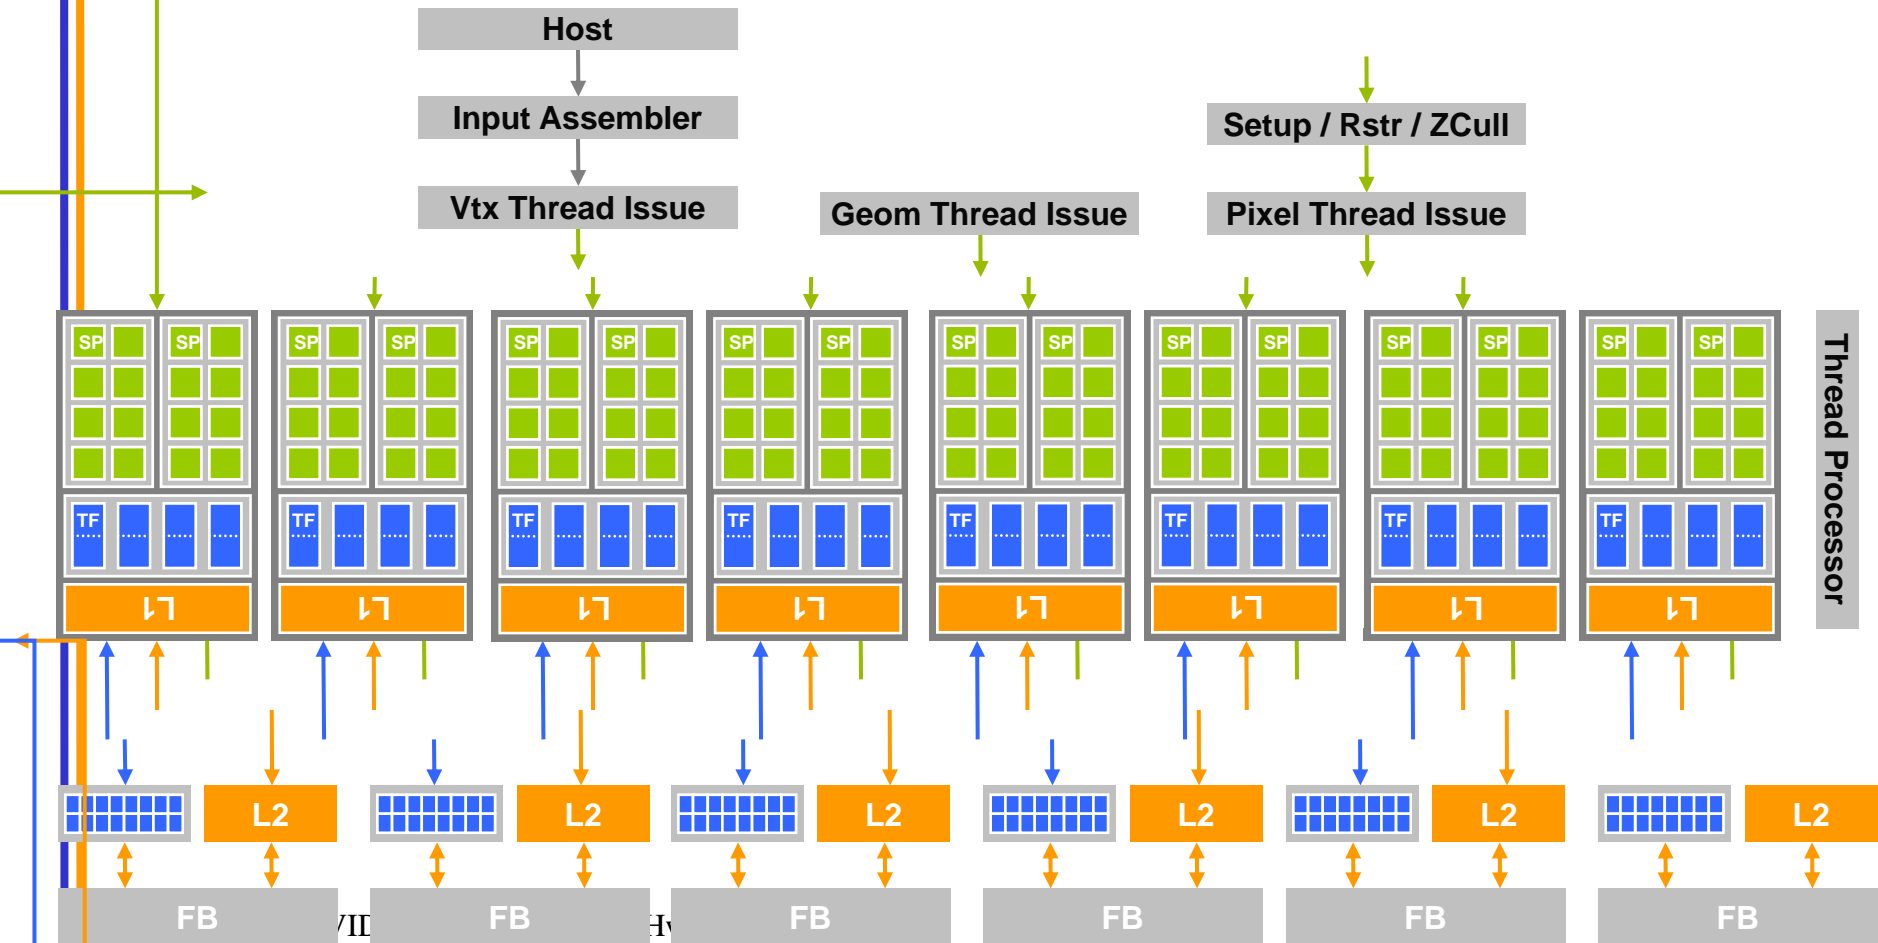 Host
Input Assembler
Setup / Rstr / ZCull
Vtx Thread Issue
Geom Thread Issue
Pixel Thread Issue
SP SP SP SP SP SP SP SP SP SP SP SP SP SP SP SP
TF TF TF TF TF TF TF TF
L1 L1 L1 L1 L1 L1 L1 L1
Thread Processor
L2 L2 L2 L2 L2 L2
FB FB FB FB FB FB